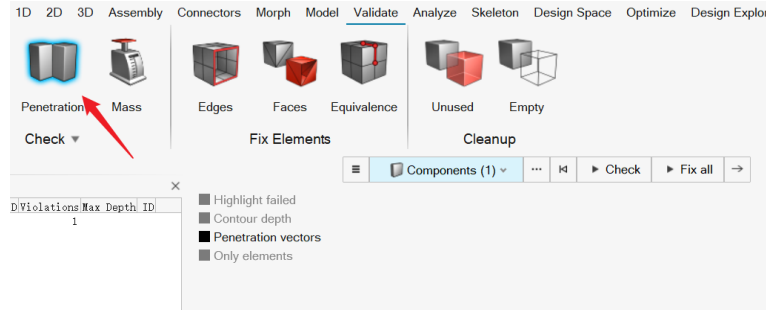 1D 2D 3D Assembly Connectors Morph Model Validate Analyze Skeleton Design Space Optimize Design Explor
Penetration Mass Edges Faces Equivalence Unused Empty
Check Fix Elements Cleanup
Components (1) Check Fix all
D Violations Max Depth ID
1
Highlight failed
Contour depth
Penetration vectors
Only elements